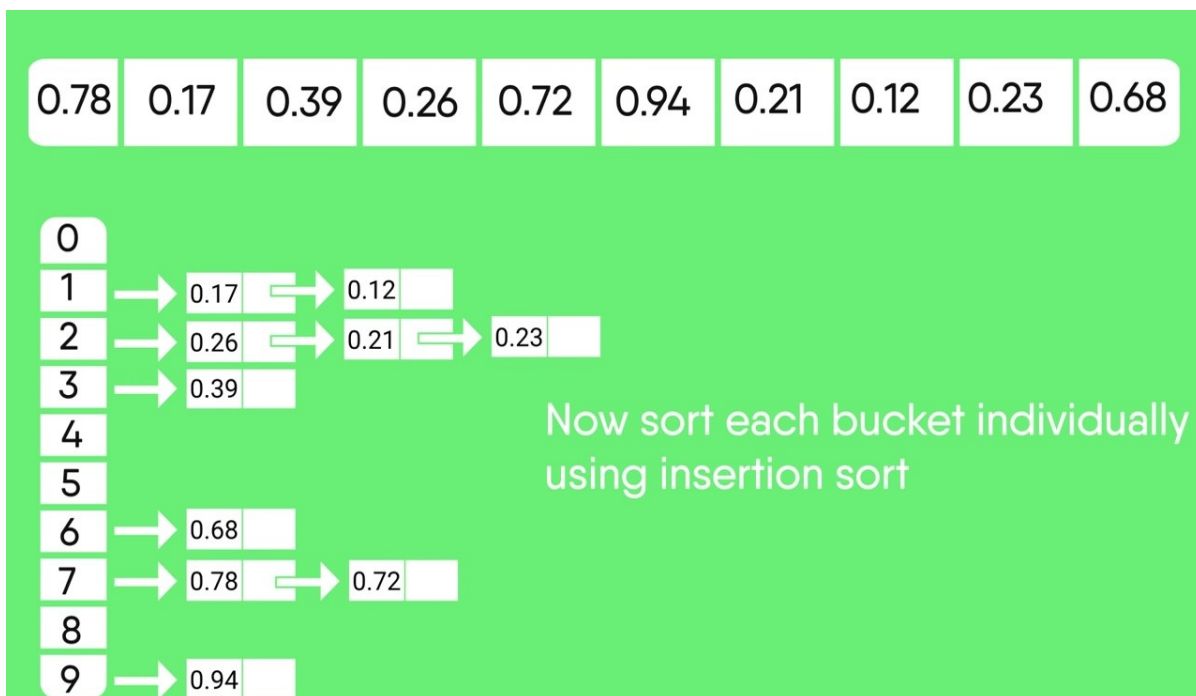 0.78 0.17 0.39 0.26 0.72 0.94 0.21 0.12 0.23 0.68
0
1 0.17 0.12
2 0.26 0.21 0.23
3 0.39
4
5
6 0.68
7 0.78 0.72
8
9 0.94
Now sort each bucket individually
using insertion sort